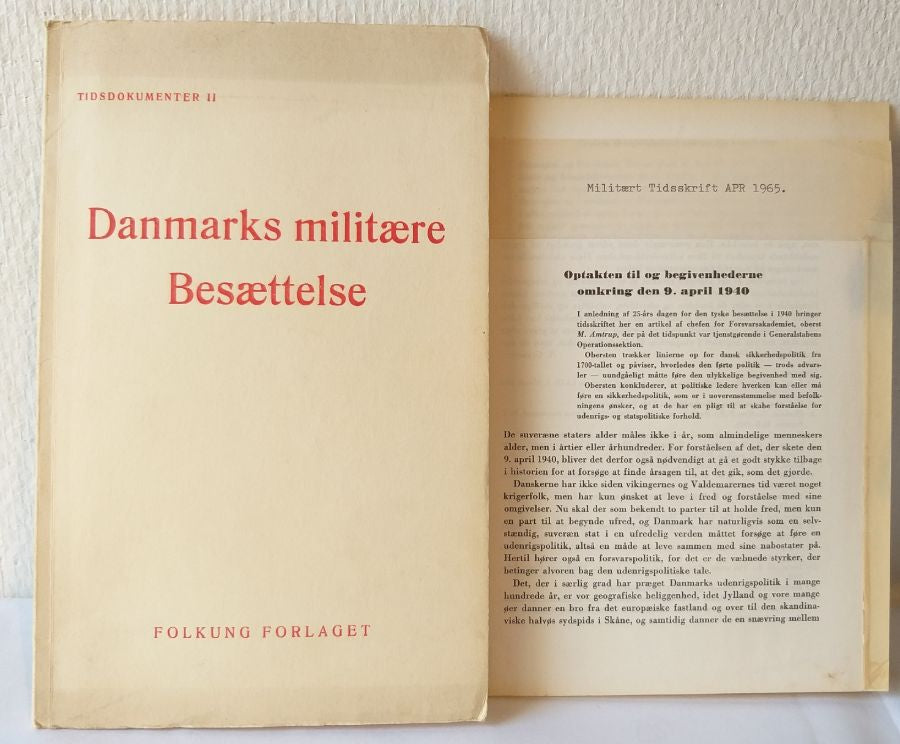 TIDSDOKUMENTER II
Danmarks militære
Besættelse
FOLKUNG FORLAGET
Militært Tidsskrift APR 1965.
Optakten til og begivenhederne
omkring den 9. april 1940
I anledning af 25-års dagen for den tyske besættelse i 1940 bringer
tidsskriftet her en artikel af chefen for Forsvarsakademiet, oberst
M. Amtrup, der på det tidspunkt var tjenstgørende i Generalstabens
Operationssektion.
Obersten trækker linierne op for dansk sikkerhedspolitik fra
1700-tallet og påviser, hvorledes den førte politik — trods advars-
ler — uundgåeligt måtte føre den ulykkelige begivenhed med sig.
Obersten konkluderer, at politiske ledere hverken kan eller må
føre en sikkerhedspolitik, som er i uoverensstemmelse med befolk-
ningens ønsker, og at de har en pligt til at skabe forståelse for
udenrigs- og statspolitiske forhold.
De suveræne staters alder måles ikke i år, som almindelige menneskers
alder, men i årtier eller århundreder. For forståelsen af det, der skete den
9. april 1940, bliver det derfor også nødvendigt at gå et godt stykke tilbage
i historien for at forsøge at finde årsagen til, at det gik, som det gjorde.
Danskerne har ikke siden vikingernes og Valdemarernes tid været noget
krigerfolk, men har kun ønsket at leve i fred og forståelse med sine
omgivelser. Nu skal der som bekendt to parter til at holde fred, men kun
en part til at begynde ufred, og Danmark har naturligvis som en selv-
stændig, suveræn stat i en ufredelig verden måttet forsøge at føre en
udenrigspolitik, altså en måde at leve sammen med sine nabostater på.
Hertil hører også en forsvarspolitik, for det er de væbnede styrker, der
betinger alvoren bag den udenrigspolitiske tale.
Det, der i særlig grad har præget Danmarks udenrigspolitik i mange
hundrede år, er vor geografiske beliggenhed, idet Jylland og vore mange
øer danner en bro fra det europæiske fastland og over til den skandina-
viske halvøs sydspids i Skåne, og samtidig danner de en snævring mellem